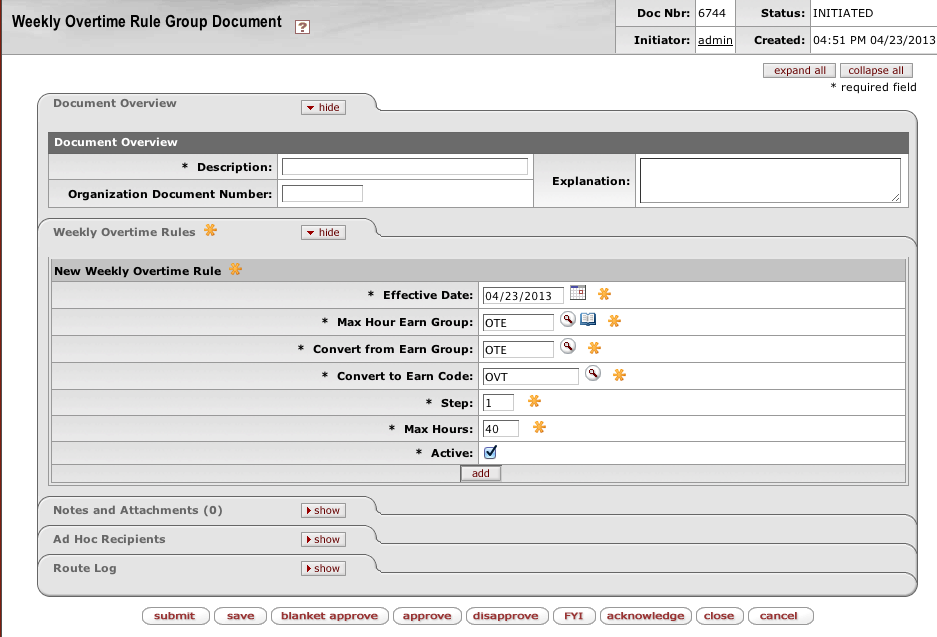 Weekly Overtime Rule Group Document ?
Doc Nbr: 6744 Status: INITIATED
Initiator: admin Created: 04:51 PM 04/23/2013
expand all collapse all
* required field
Document Overview hide
Document Overview
* Description:
Organization Document Number:
Explanation:
Weekly Overtime Rules hide
New Weekly Overtime Rule
* Effective Date: 04/23/2013
* Max Hour Earn Group: OTE
* Convert from Earn Group: OTE
* Convert to Earn Code: OVT
* Step: 1
* Max Hours: 40
* Active:
add
Notes and Attachments (0) show
Ad Hoc Recipients show
Route Log show
submit save blanket approve approve disapprove FYI acknowledge close cancel